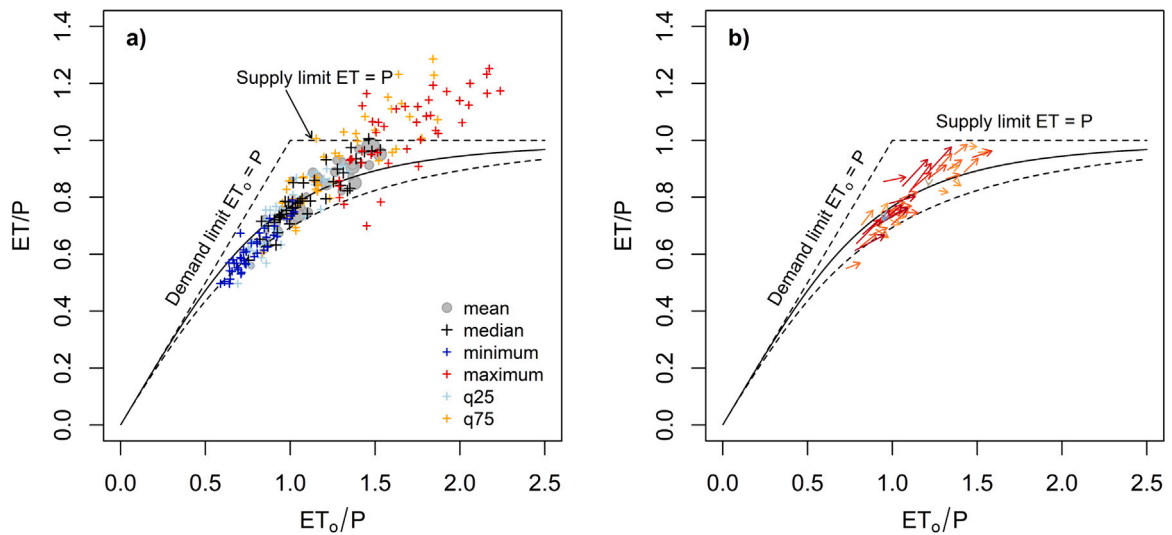 a)
Supply limit ET = P
Demand limit ETₒ = P
mean
median
minimum
maximum
q25
q75
ET/P
0.0 0.2 0.4 0.6 0.8 1.0 1.2 1.4
0.0 0.5 1.0 1.5 2.0 2.5
ETₒ/P
b)
Supply limit ET = P
Demand limit ETₒ = P
ET/P
0.0 0.2 0.4 0.6 0.8 1.0 1.2 1.4
0.0 0.5 1.0 1.5 2.0 2.5
ETₒ/P